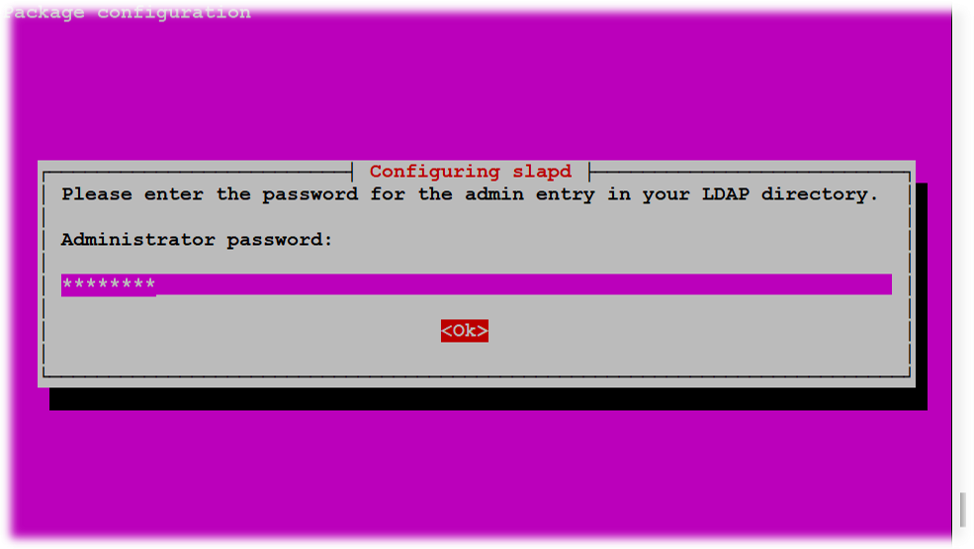 Package configuration
Configuring slapd
Please enter the password for the admin entry in your LDAP directory.
Administrator password:
********
<Ok>